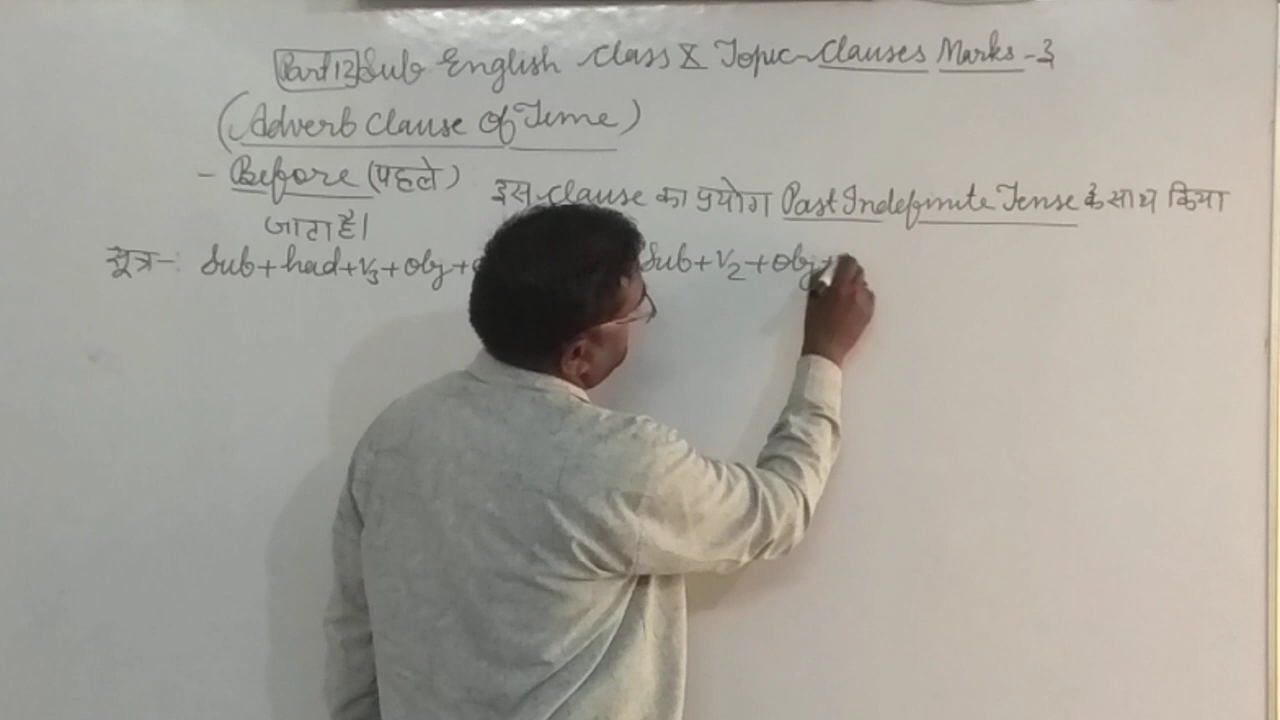 Part 12 Sub English Class X Topic - Clauses Marks - 3
(Adverb Clause Of Time)
- Before (पहले) इस Clause का प्रयोग Past Indefinite Tense के साथ किया
जाता है।
सूत्र -: Sub + had + V3 + Obj + Sub + V2 + Obj +